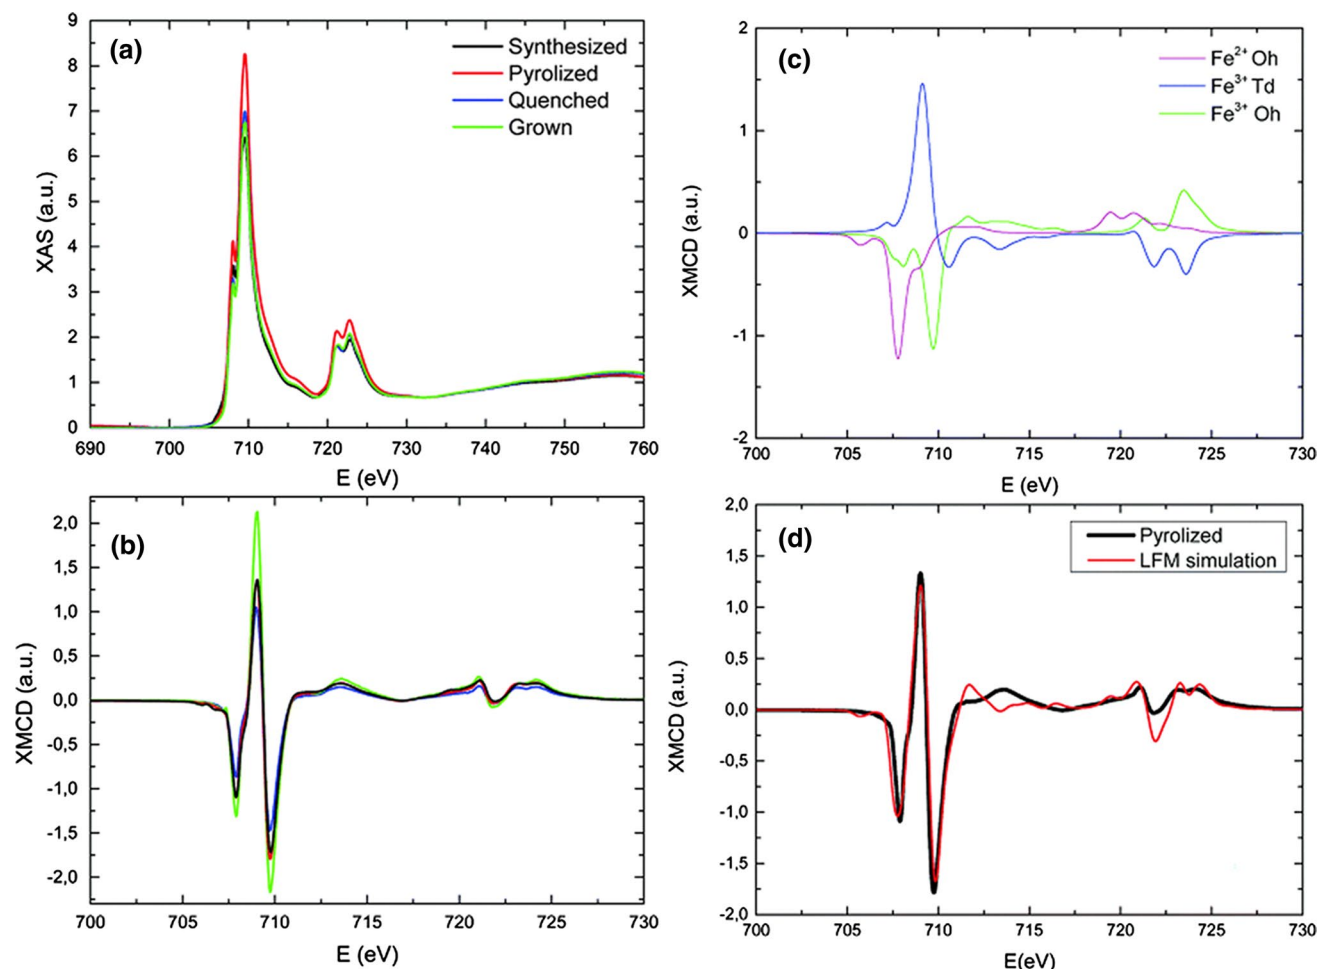 (a)
Synthesized
Pyrolized
Quenched
Grown
XAS (a.u.)
9
8
7
6
5
4
3
2
1
0
690 700 710 720 730 740 750 760
E (eV)
(c)
Fe²⁺ Oh
Fe³⁺ Td
Fe³⁺ Oh
XMCD (a.u.)
2
1
0
-1
-2
700 705 710 715 720 725 730
E (eV)
(b)
XMCD (a.u.)
2,0
1,5
1,0
0,5
0,0
-0,5
-1,0
-1,5
-2,0
700 705 710 715 720 725 730
E (eV)
(d)
Pyrolized
LFM simulation
XMCD (a.u.)
2,0
1,5
1,0
0,5
0,0
-0,5
-1,0
-1,5
-2,0
700 705 710 715 720 725 730
E(eV)